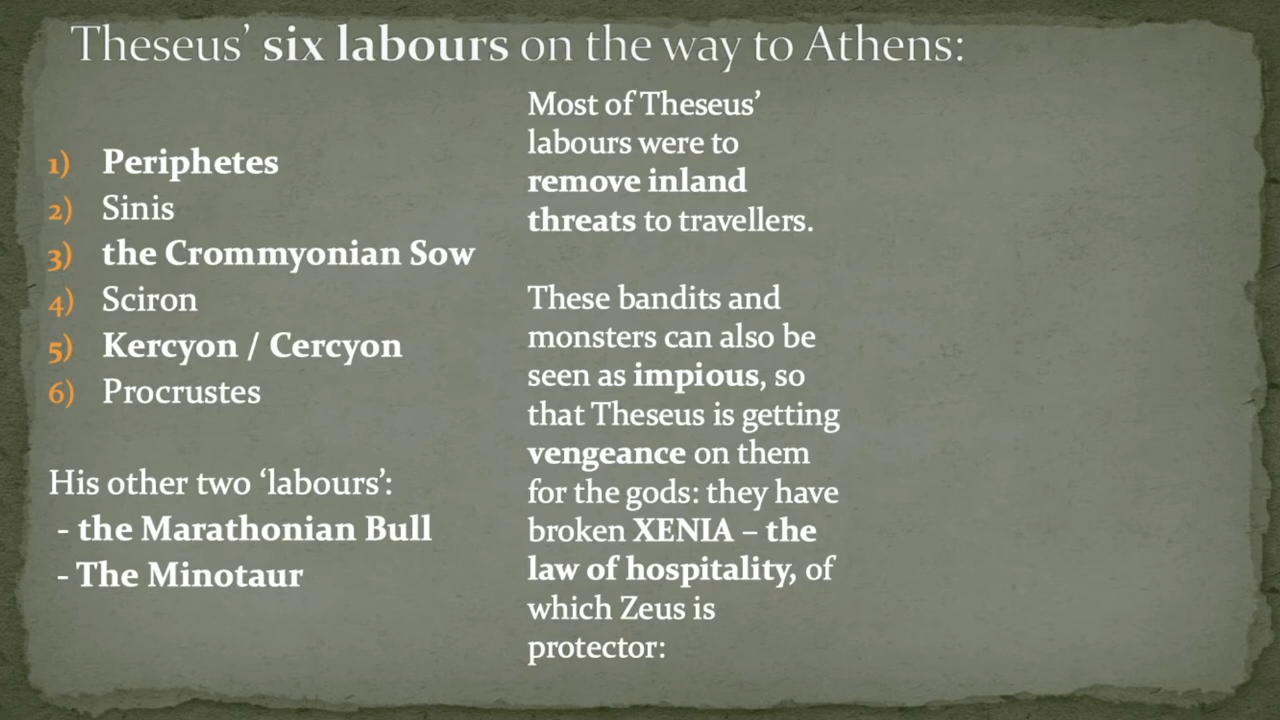 Theseus’ six labours on the way to Athens:
1) Periphetes
2) Sinis
3) the Crommyonian Sow
4) Sciron
5) Kercyon / Cercyon
6) Procrustes
His other two ‘labours’:
- the Marathonian Bull
- The Minotaur
Most of Theseus’
labours were to
remove inland
threats to travellers.
These bandits and
monsters can also be
seen as impious, so
that Theseus is getting
vengeance on them
for the gods: they have
broken XENIA – the
law of hospitality, of
which Zeus is
protector: